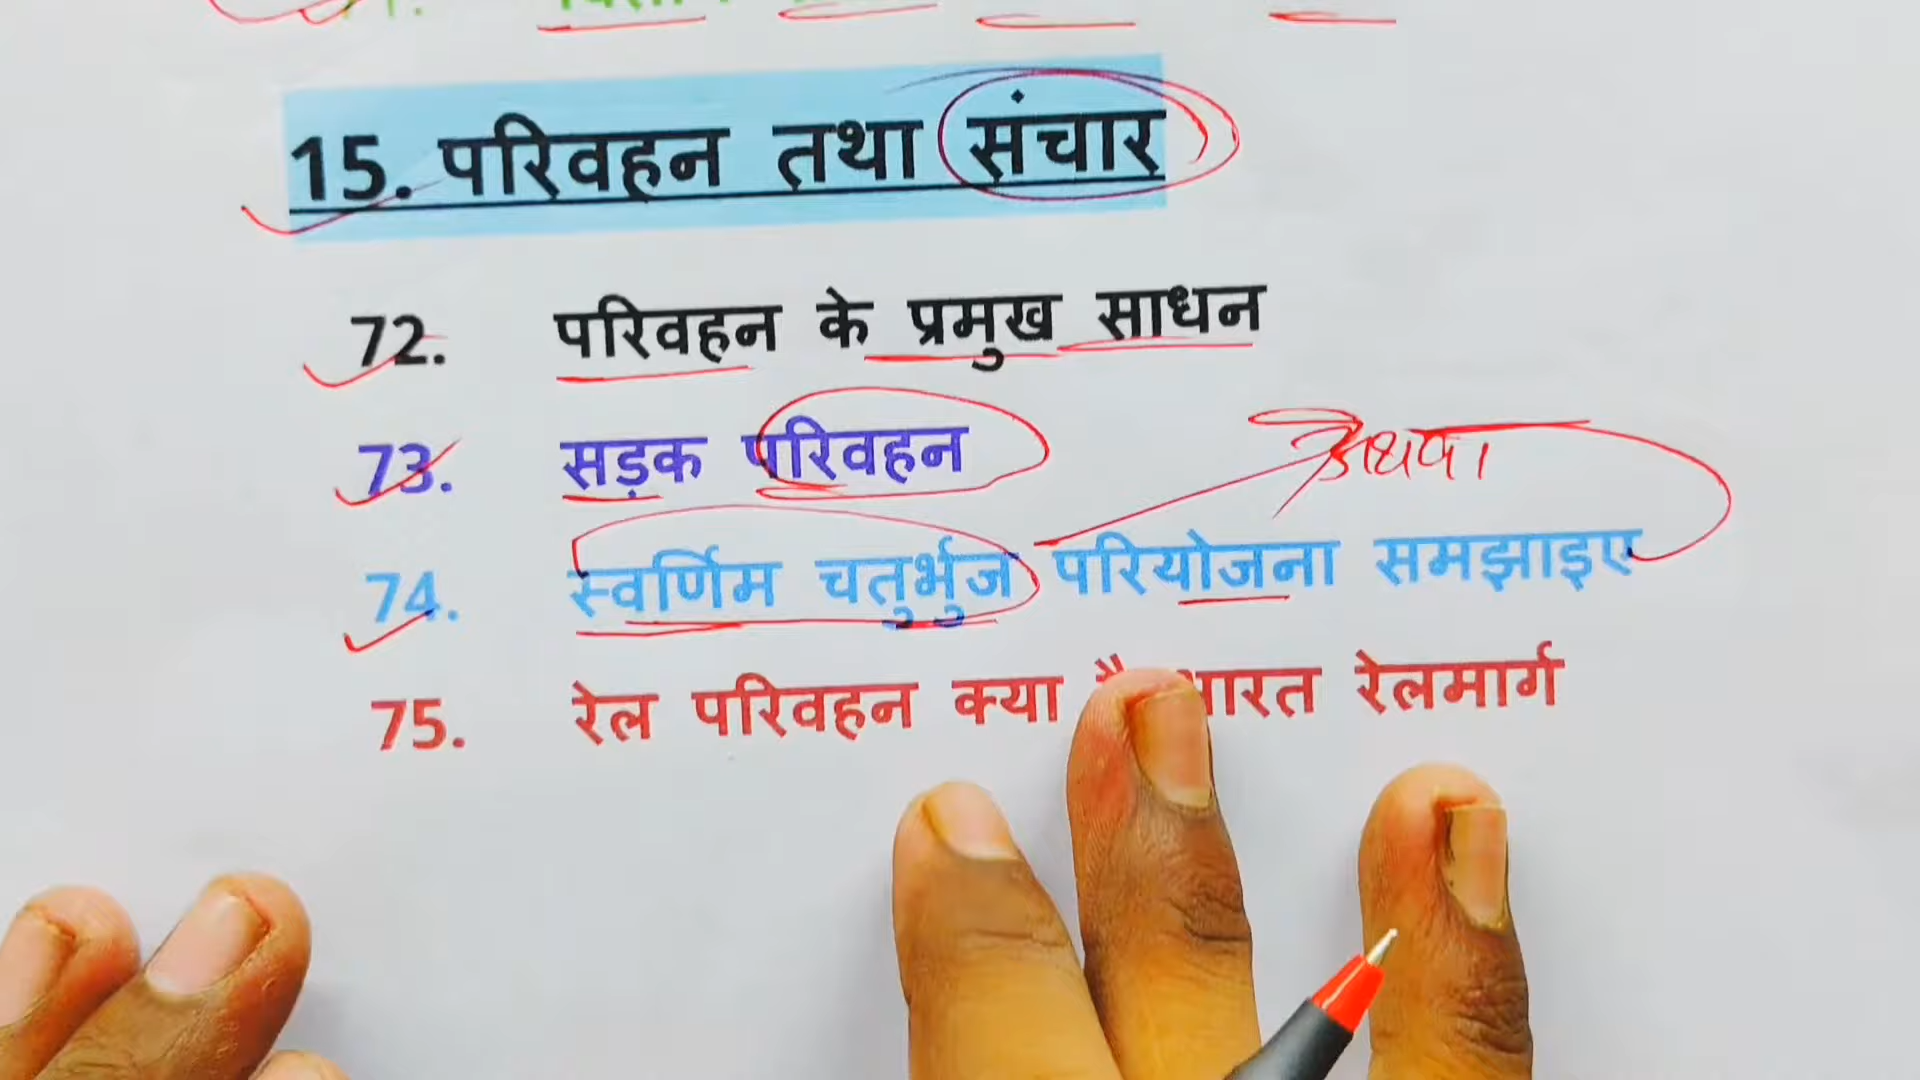 15. परिवहन तथा संचार
72. परिवहन के प्रमुख साधन
73. सड़क परिवहन
अथवा
74. स्वर्णिम चतुर्भुज परियोजना समझाइए
75. रेल परिवहन क्या भारत रेलमार्ग